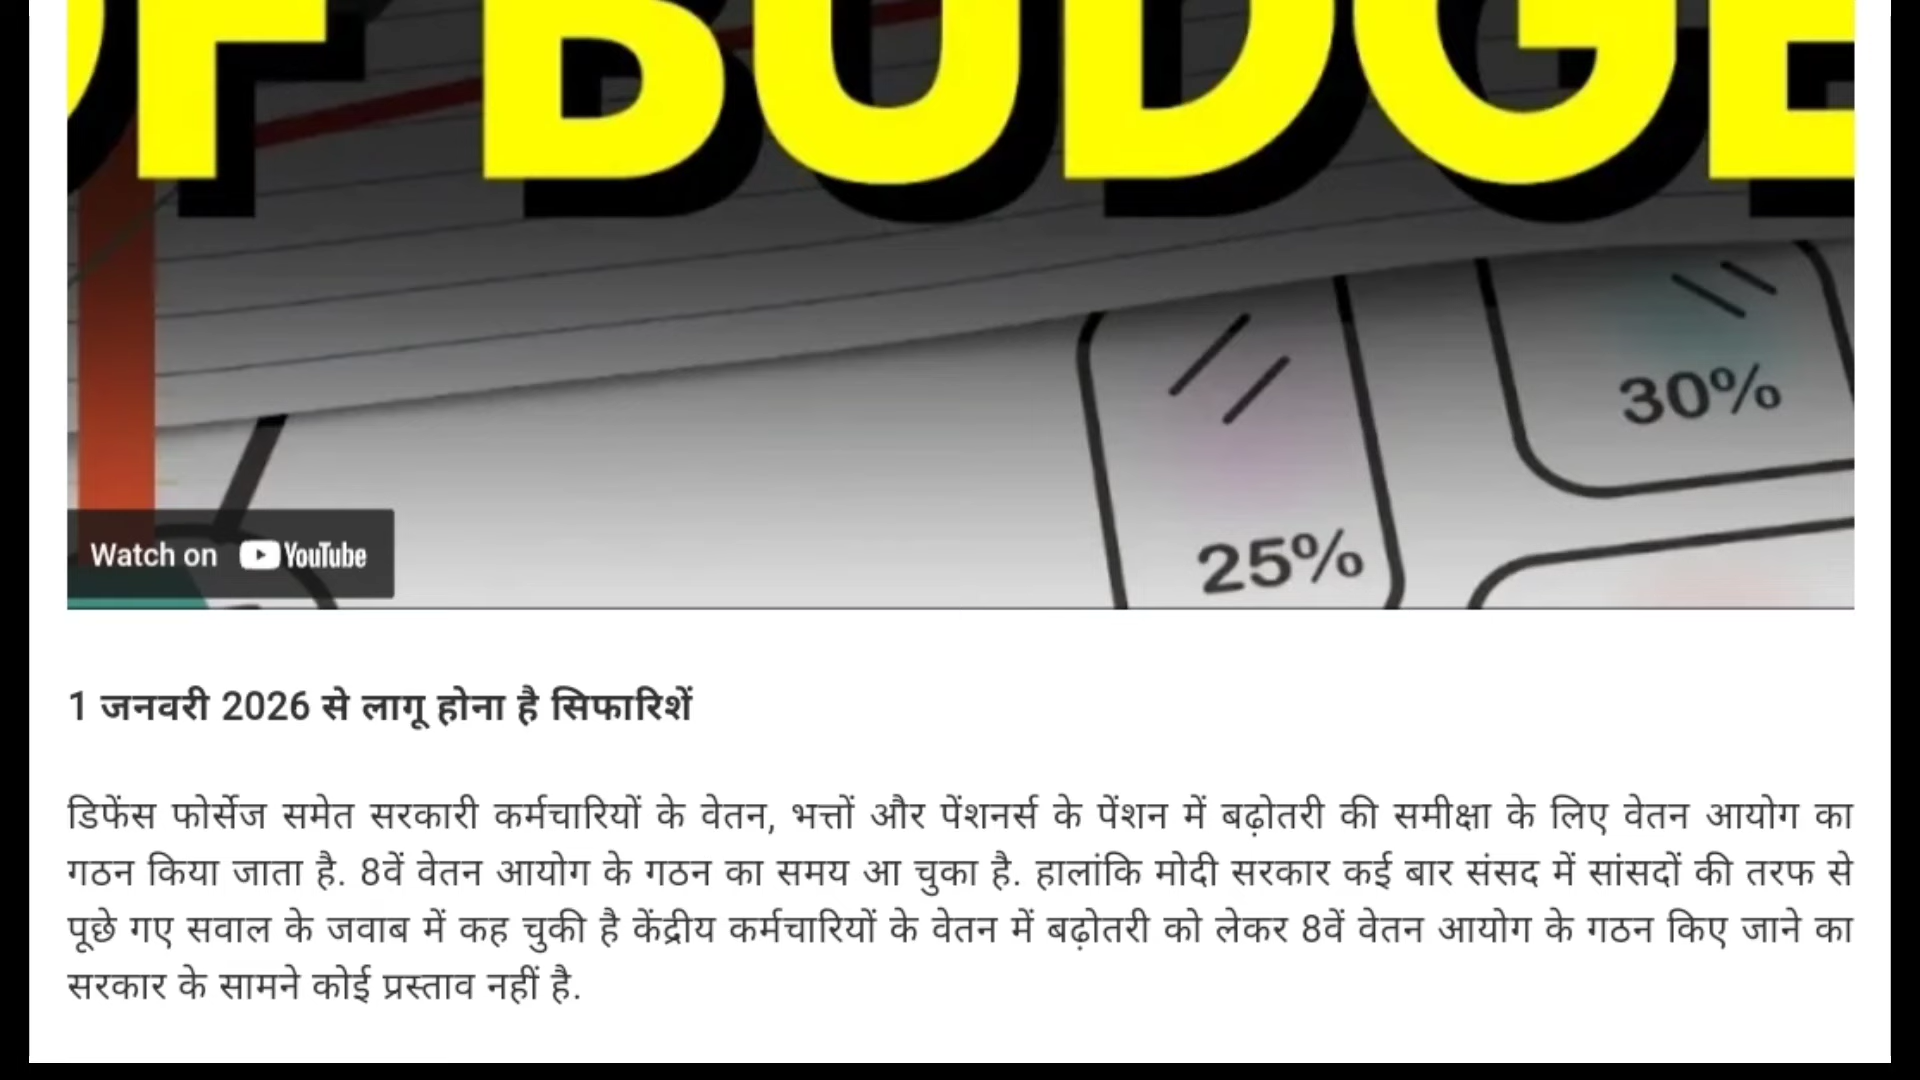 OF BUDGE
30%
25%
Watch on YouTube
1 जनवरी 2026 से लागू होना है सिफारिशें
डिफेंस फोर्सेज समेत सरकारी कर्मचारियों के वेतन, भत्तों और पेंशनर्स के पेंशन में बढ़ोतरी की समीक्षा के लिए वेतन आयोग का
गठन किया जाता है. 8वें वेतन आयोग के गठन का समय आ चुका है. हालांकि मोदी सरकार कई बार संसद में सांसदों की तरफ से
पूछे गए सवाल के जवाब में कह चुकी है केंद्रीय कर्मचारियों के वेतन में बढ़ोतरी को लेकर 8वें वेतन आयोग के गठन किए जाने का
सरकार के सामने कोई प्रस्ताव नहीं है.